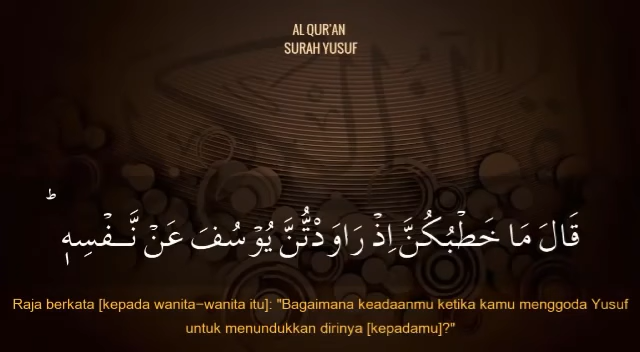 AL QUR'AN
SURAH YUSUF
قَالَ مَا خَطْبُكُنَّ اِذْ رَاوَدْتُّنَّ يُوْسُفَ عَنْ نَّـفْسِهٖ ؕ
Raja berkata [kepada wanita-wanita itu]: "Bagaimana keadaanmu ketika kamu menggoda Yusuf
untuk menundukkan dirinya [kepadamu]?"